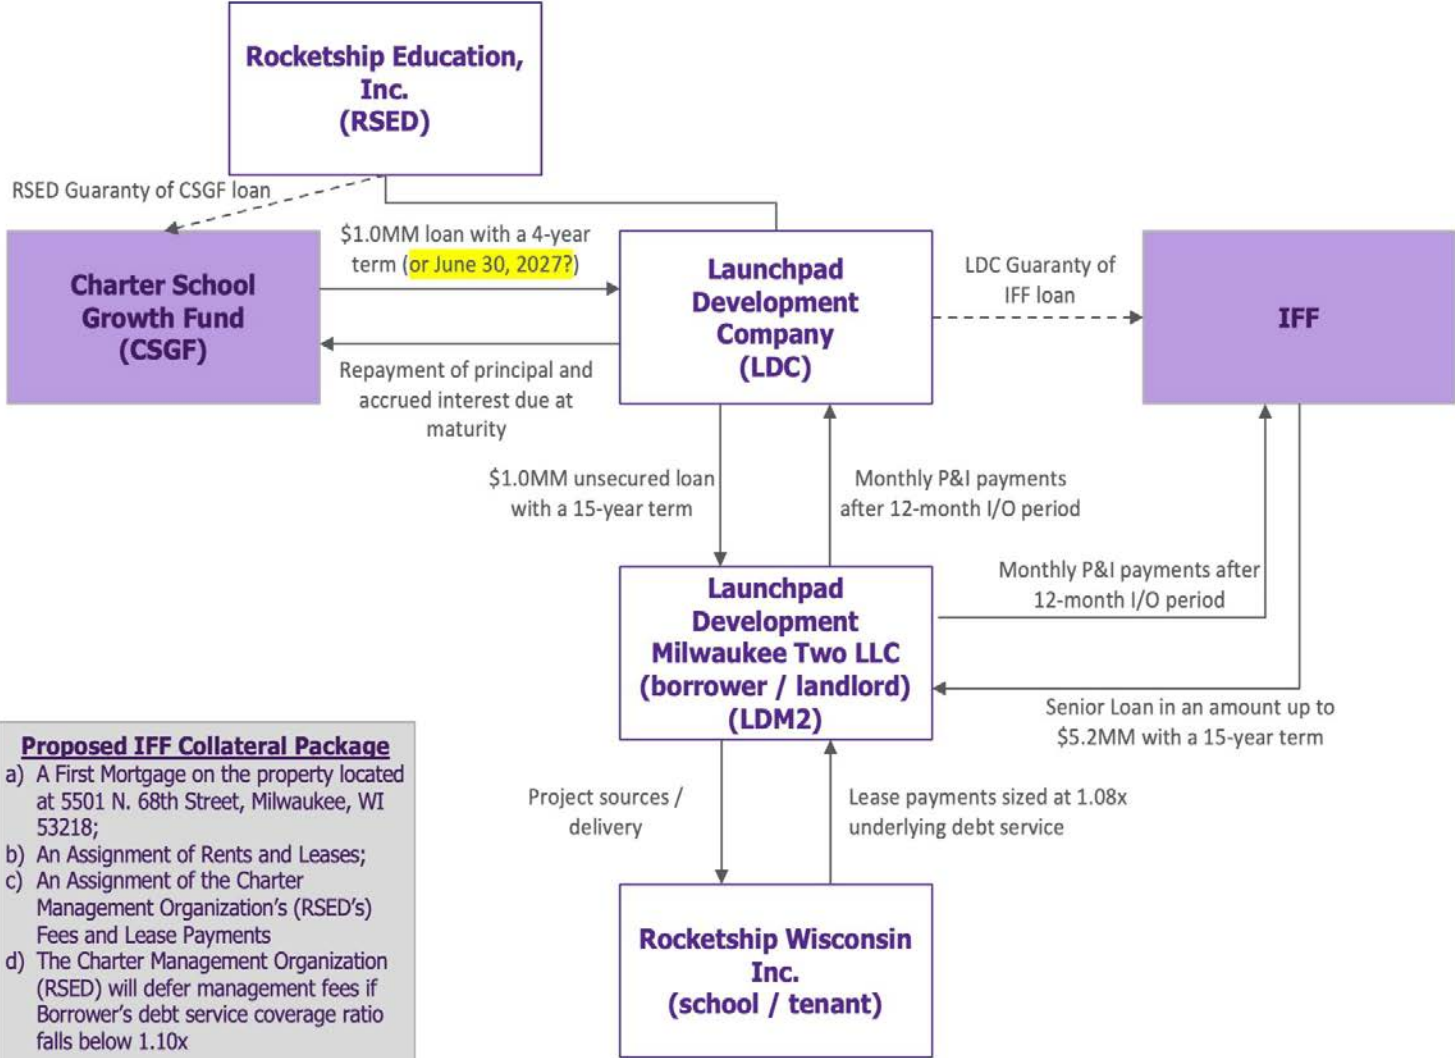 Rocketship Education,
Inc.
(RSED)
RSED Guaranty of CSGF loan
$1.0MM loan with a 4-year
term (or June 30, 2027?)
Charter School
Growth Fund
(CSGF)
Launchpad
Development
Company
(LDC)
LDC Guaranty of
IFF loan
IFF
Repayment of principal and
accrued interest due at
maturity
$1.0MM unsecured loan
with a 15-year term
Monthly P&I payments
after 12-month I/O period
Monthly P&I payments after
12-month I/O period
Launchpad
Development
Milwaukee Two LLC
(borrower / landlord)
(LDM2)
Senior Loan in an amount up to
$5.2MM with a 15-year term
Proposed IFF Collateral Package
a) A First Mortgage on the property located
at 5501 N. 68th Street, Milwaukee, WI
53218;
b) An Assignment of Rents and Leases;
c) An Assignment of the Charter
Management Organization's (RSED's)
Fees and Lease Payments
d) The Charter Management Organization
(RSED) will defer management fees if
Borrower's debt service coverage ratio
falls below 1.10x
Project sources /
delivery
Lease payments sized at 1.08x
underlying debt service
Rocketship Wisconsin
Inc.
(school / tenant)